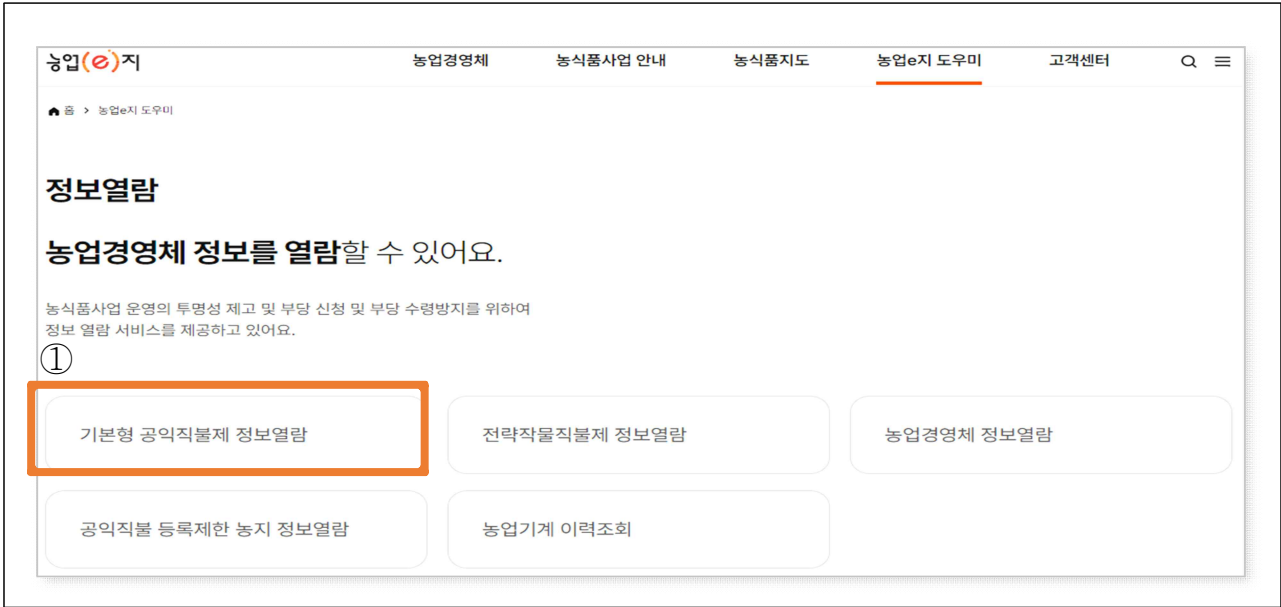 농업(e)지 농업경영체 농식품사업 안내 농식품지도 농업e지 도우미 고객센터
홈 > 농업e지 도우미
정보열람
농업경영체 정보를 열람할 수 있어요.
농식품사업 운영의 투명성 제고 및 부당 신청 및 부당 수령방지를 위하여
정보 열람 서비스를 제공하고 있어요.
①
기본형 공익직불제 정보열람 전략작물직불제 정보열람 농업경영체 정보열람
공익직불 등록제한 농지 정보열람 농업기계 이력조회